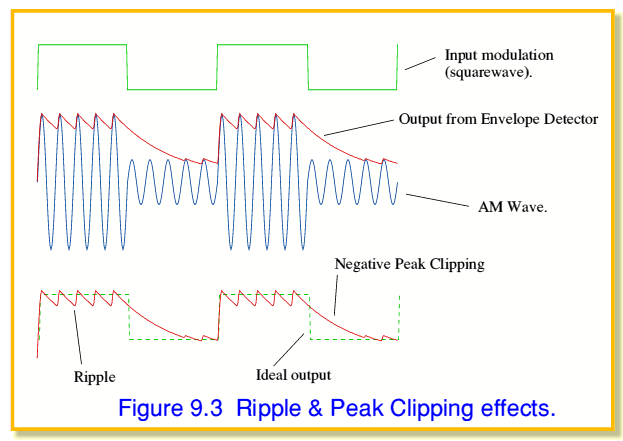 Input modulation
(squarewave).
Output from Envelope Detector
AM Wave.
Negative Peak Clipping
Ripple
Ideal output
Figure 9.3 Ripple & Peak Clipping effects.